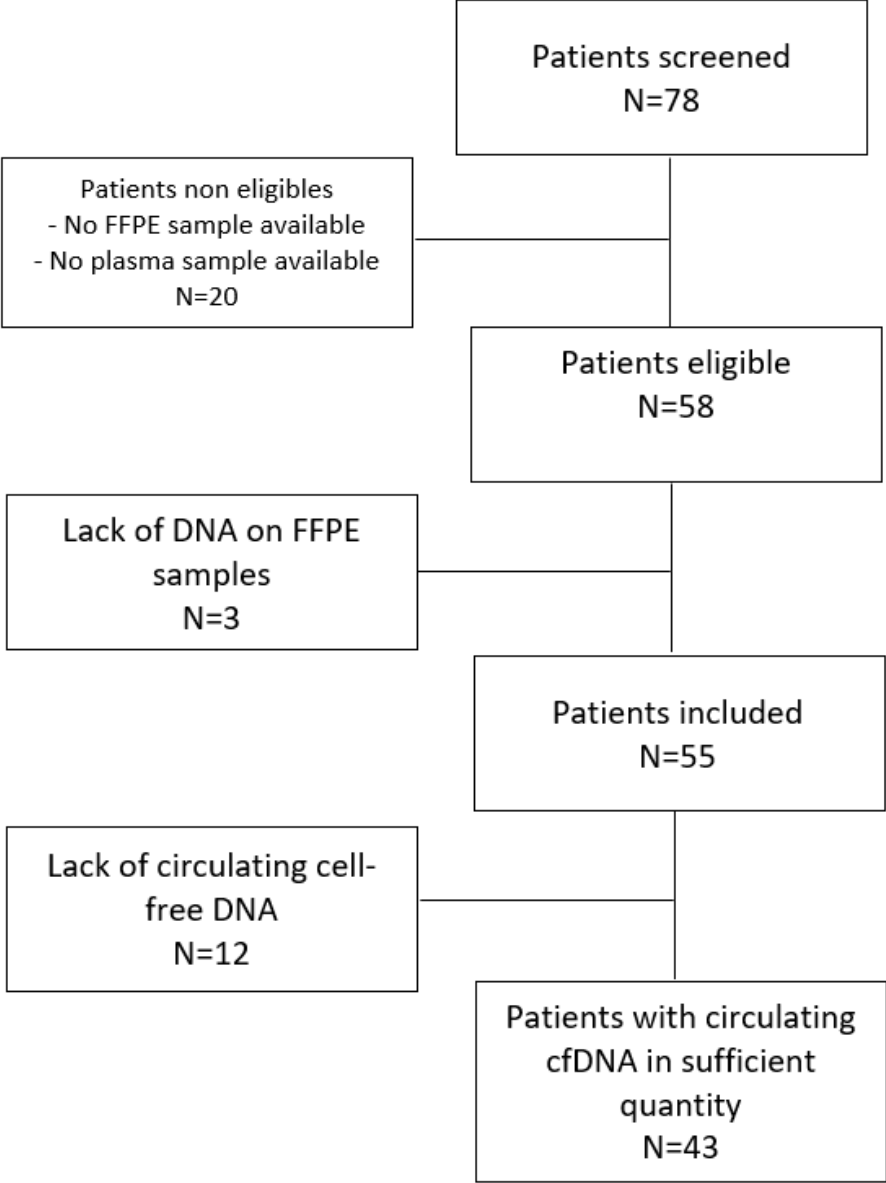 Patients screened
N=78
Patients non eligibles
- No FFPE sample available
- No plasma sample available
N=20
Patients eligible
N=58
Lack of DNA on FFPE
samples
N=3
Patients included
N=55
Lack of circulating cell-
free DNA
N=12
Patients with circulating
cfDNA in sufficient
quantity
N=43